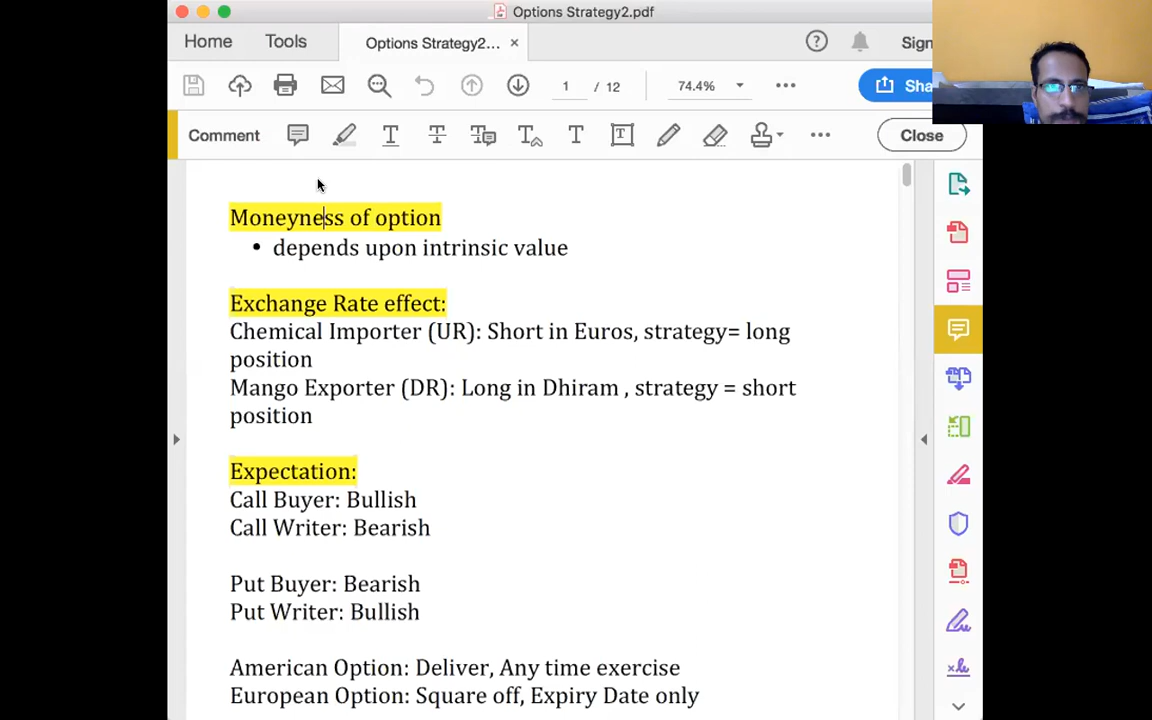 Options Strategy2.pdf
Home
Tools
Options Strategy2...
Sign
1 / 12
74.4%
Sha
Comment
Close
Moneyness of option
• depends upon intrinsic value
Exchange Rate effect:
Chemical Importer (UR): Short in Euros, strategy= long
position
Mango Exporter (DR): Long in Dhiram , strategy = short
position
Expectation:
Call Buyer: Bullish
Call Writer: Bearish
Put Buyer: Bearish
Put Writer: Bullish
American Option: Deliver, Any time exercise
European Option: Square off, Expiry Date only